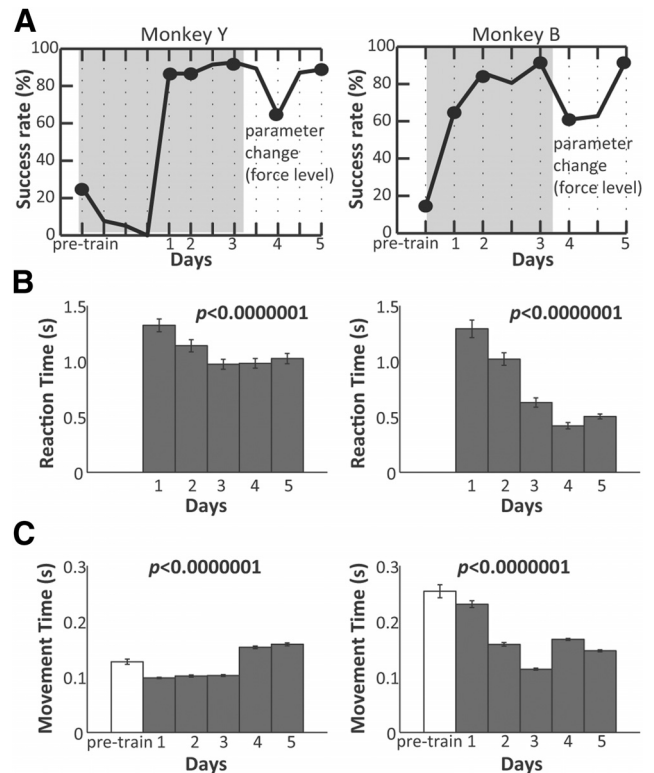 A
Monkey Y
Monkey B
Success rate (%)
100
80
60
40
20
0
parameter
change
(force level)
pre-train 1 2 3 4 5
Days
Success rate (%)
100
80
60
40
20
0
parameter
change
(force level)
pre-train 1 2 3 4 5
Days
B
Reaction Time (s)
1.5
1.0
0.5
0
p<0.0000001
1 2 3 4 5
Days
Reaction Time (s)
1.5
1.0
0.5
0
p<0.0000001
1 2 3 4 5
Days
C
Movement Time (s)
0.3
0.2
0.1
0
p<0.0000001
pre-train 1 2 3 4 5
Days
Movement Time (s)
0.3
0.2
0.1
0
p<0.0000001
pre-train 1 2 3 4 5
Days